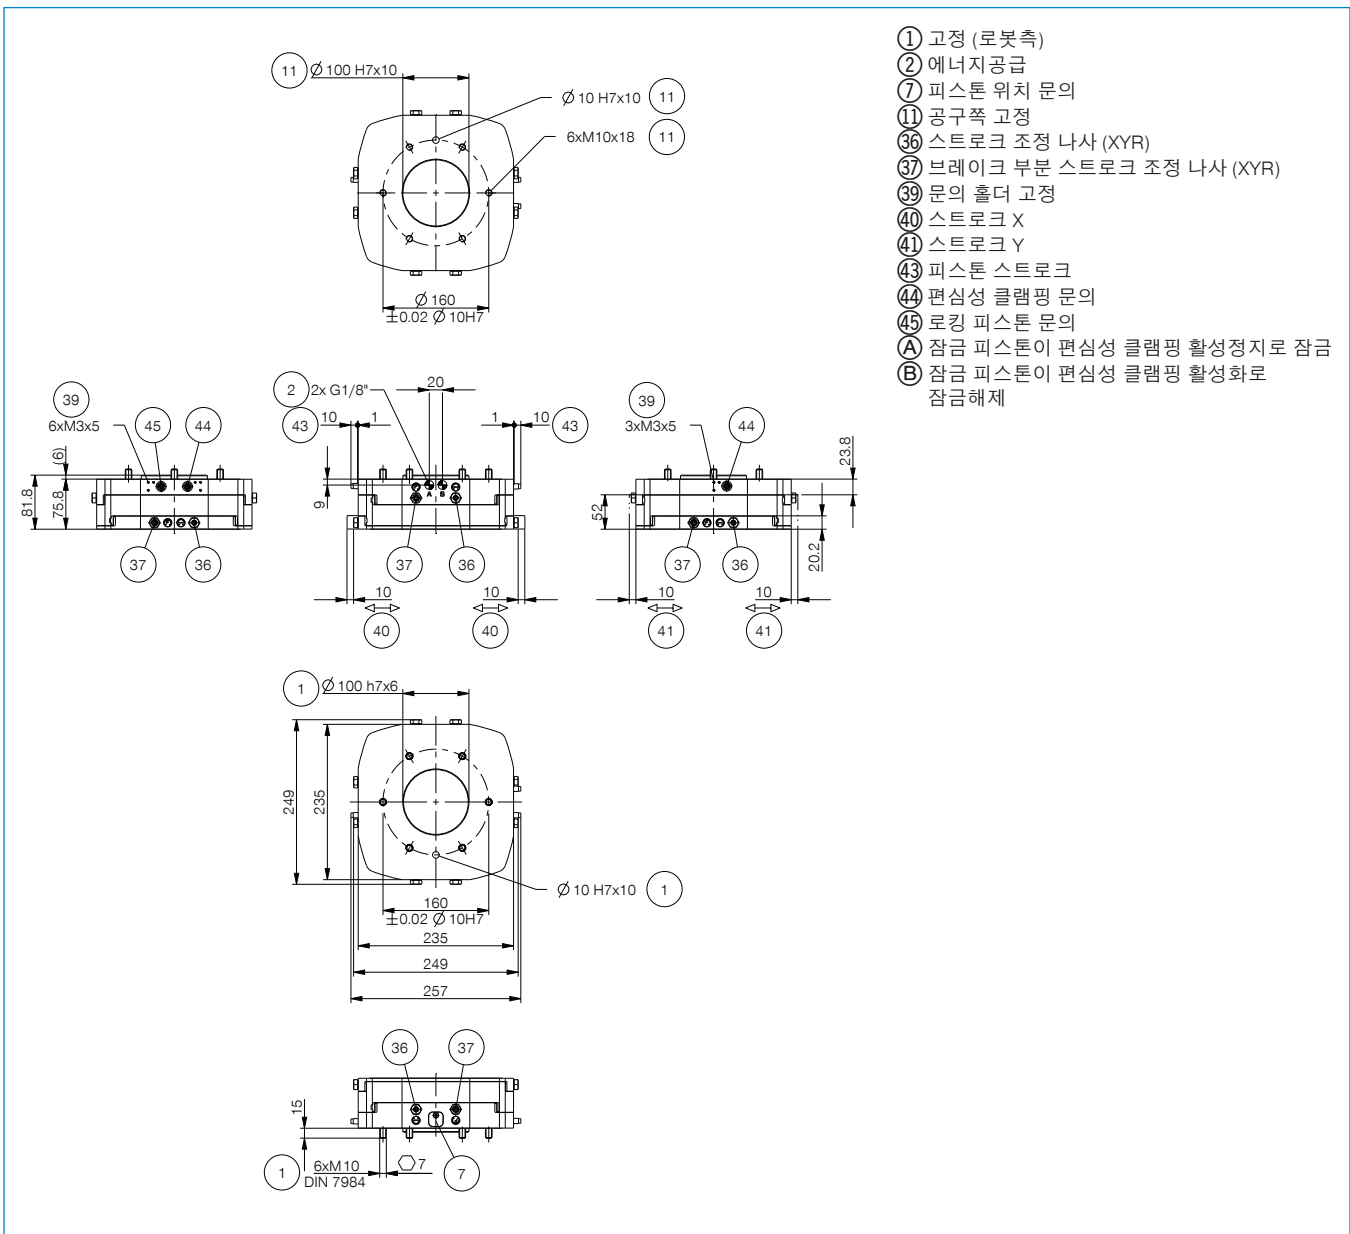 11 Ø 100 H7x10
Ø 10 H7x10 11
6xM10x18 11
Ø 160
±0.02 Ø 10H7
① 고정 (로봇측)
② 에너지공급
⑦ 피스톤 위치 문의
⑪ 공구쪽 고정
㊱ 스트로크 조정 나사 (XYR)
㊲ 브레이크 부분 스트로크 조정 나사 (XYR)
㊴ 문의 홀더 고정
㊵ 스트로크 X
㊶ 스트로크 Y
㊸ 피스톤 스트로크
㊹ 편심성 클램핑 문의
㊺ 로킹 피스톤 문의
Ⓐ 잠금 피스톤이 편심성 클램핑 활성정지로 잠금
Ⓑ 잠금 피스톤이 편심성 클램핑 활성화로
잠금해제
39
6xM3x5 45 44
(6)
81.8
75.8
37 36
2 2x G1/8" 20
43 10 1
1 10 43
9
A B
37 36
10 10
40 40
39
3xM3x5 44
23.8
52
20.2
37 36
10 10
41 41
1 Ø 100 h7x6
249
235
Ø 10 H7x10 1
160
±0.02 Ø 10H7
235
249
257
36 37
15
1 6xM10 7 7
DIN 7984